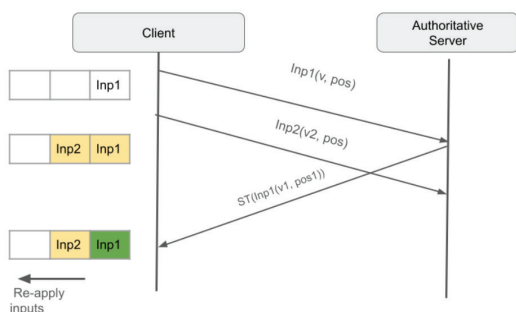 Client
Authoritative
Server
Inp1
Inp1(v, pos)
Inp2(v2, pos)
Inp2 Inp1
ST(Inp1(v1, pos1))
Inp2 Inp1
Re-apply
inputs